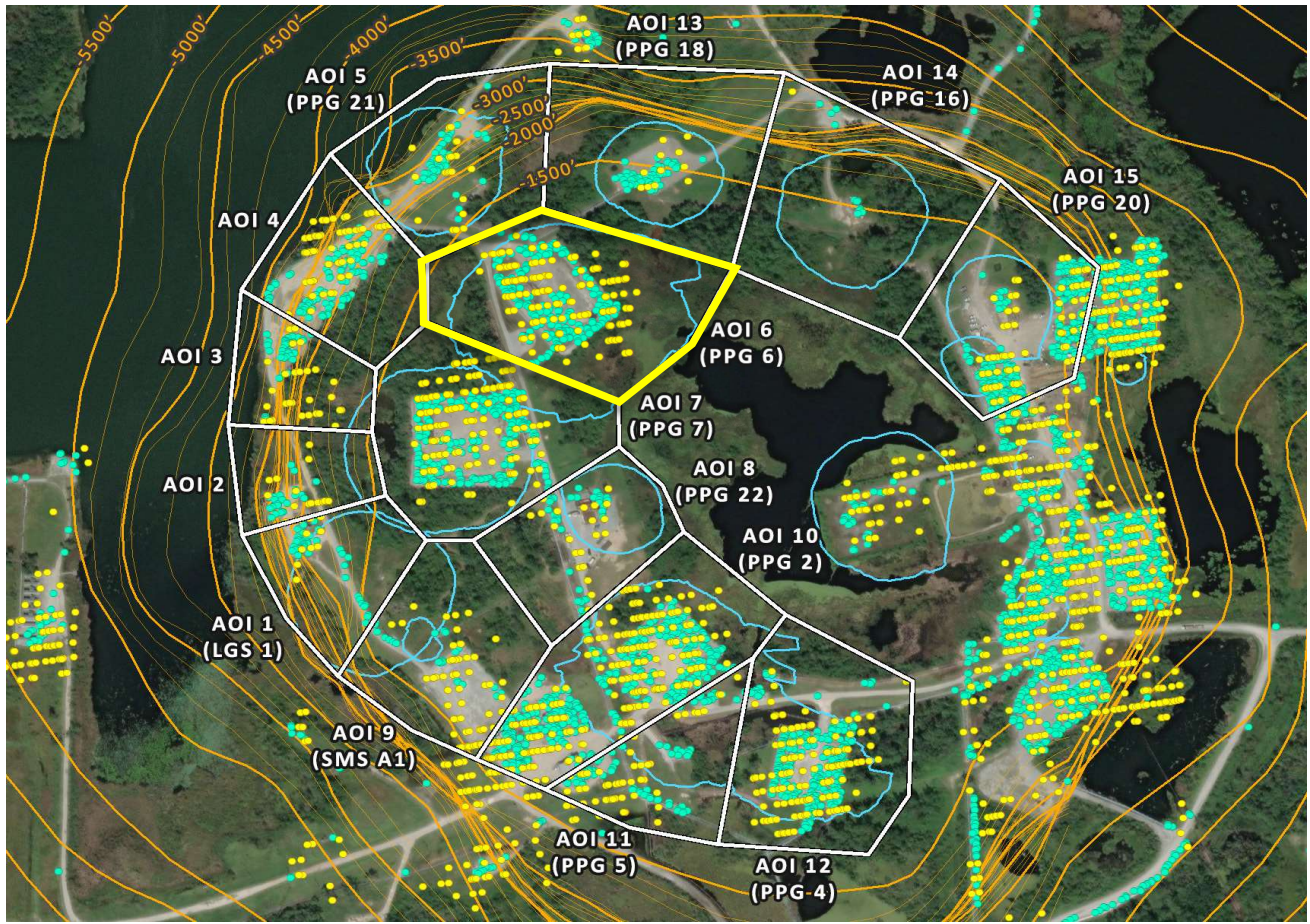 -5500'
-5000'
-4500'
-4000'
-3500'
-3000'
-2500'
-2000'
-1500'
AOI 13
(PPG 18)
AOI 5
(PPG 21)
AOI 14
(PPG 16)
AOI 15
(PPG 20)
AOI 4
AOI 6
(PPG 6)
AOI 3
AOI 7
(PPG 7)
AOI 8
(PPG 22)
AOI 2
AOI 10
(PPG 2)
AOI 1
(LGS 1)
AOI 9
(SMS A1)
AOI 11
(PPG 5)
AOI 12
(PPG 4)